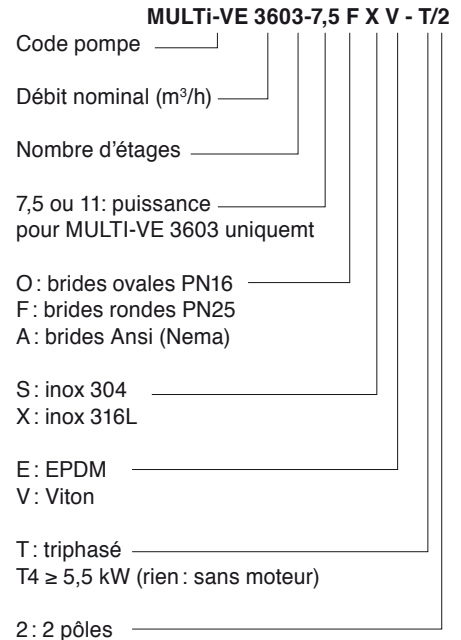 MULTi-VE 3603-7,5 F X V - T/2
Code pompe
Débit nominal (m³/h)
Nombre d'étages
7,5 ou 11: puissance
pour MULTI-VE 3603 uniquemt
O : brides ovales PN16
F : brides rondes PN25
A : brides Ansi (Nema)
S : inox 304
X : inox 316L
E : EPDM
V : Viton
T : triphasé
T4 ≥ 5,5 kW (rien : sans moteur)
2 : 2 pôles